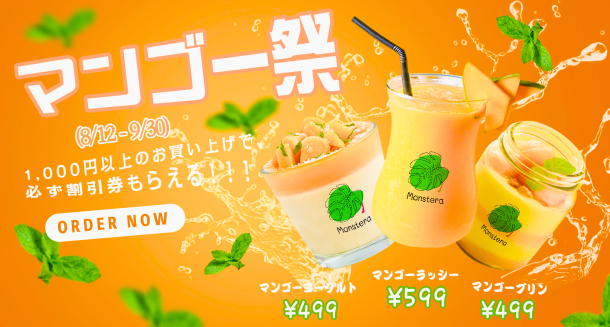 マンゴー祭
(8/12-9/30)
1,000円以上のお買い上げで
必ず割引券もらえる!!!
ORDER NOW
Monstera
Monstera
Monstera
マンゴーヨーグルト
¥499
マンゴーラッシー
¥599
マンゴープリン
¥499